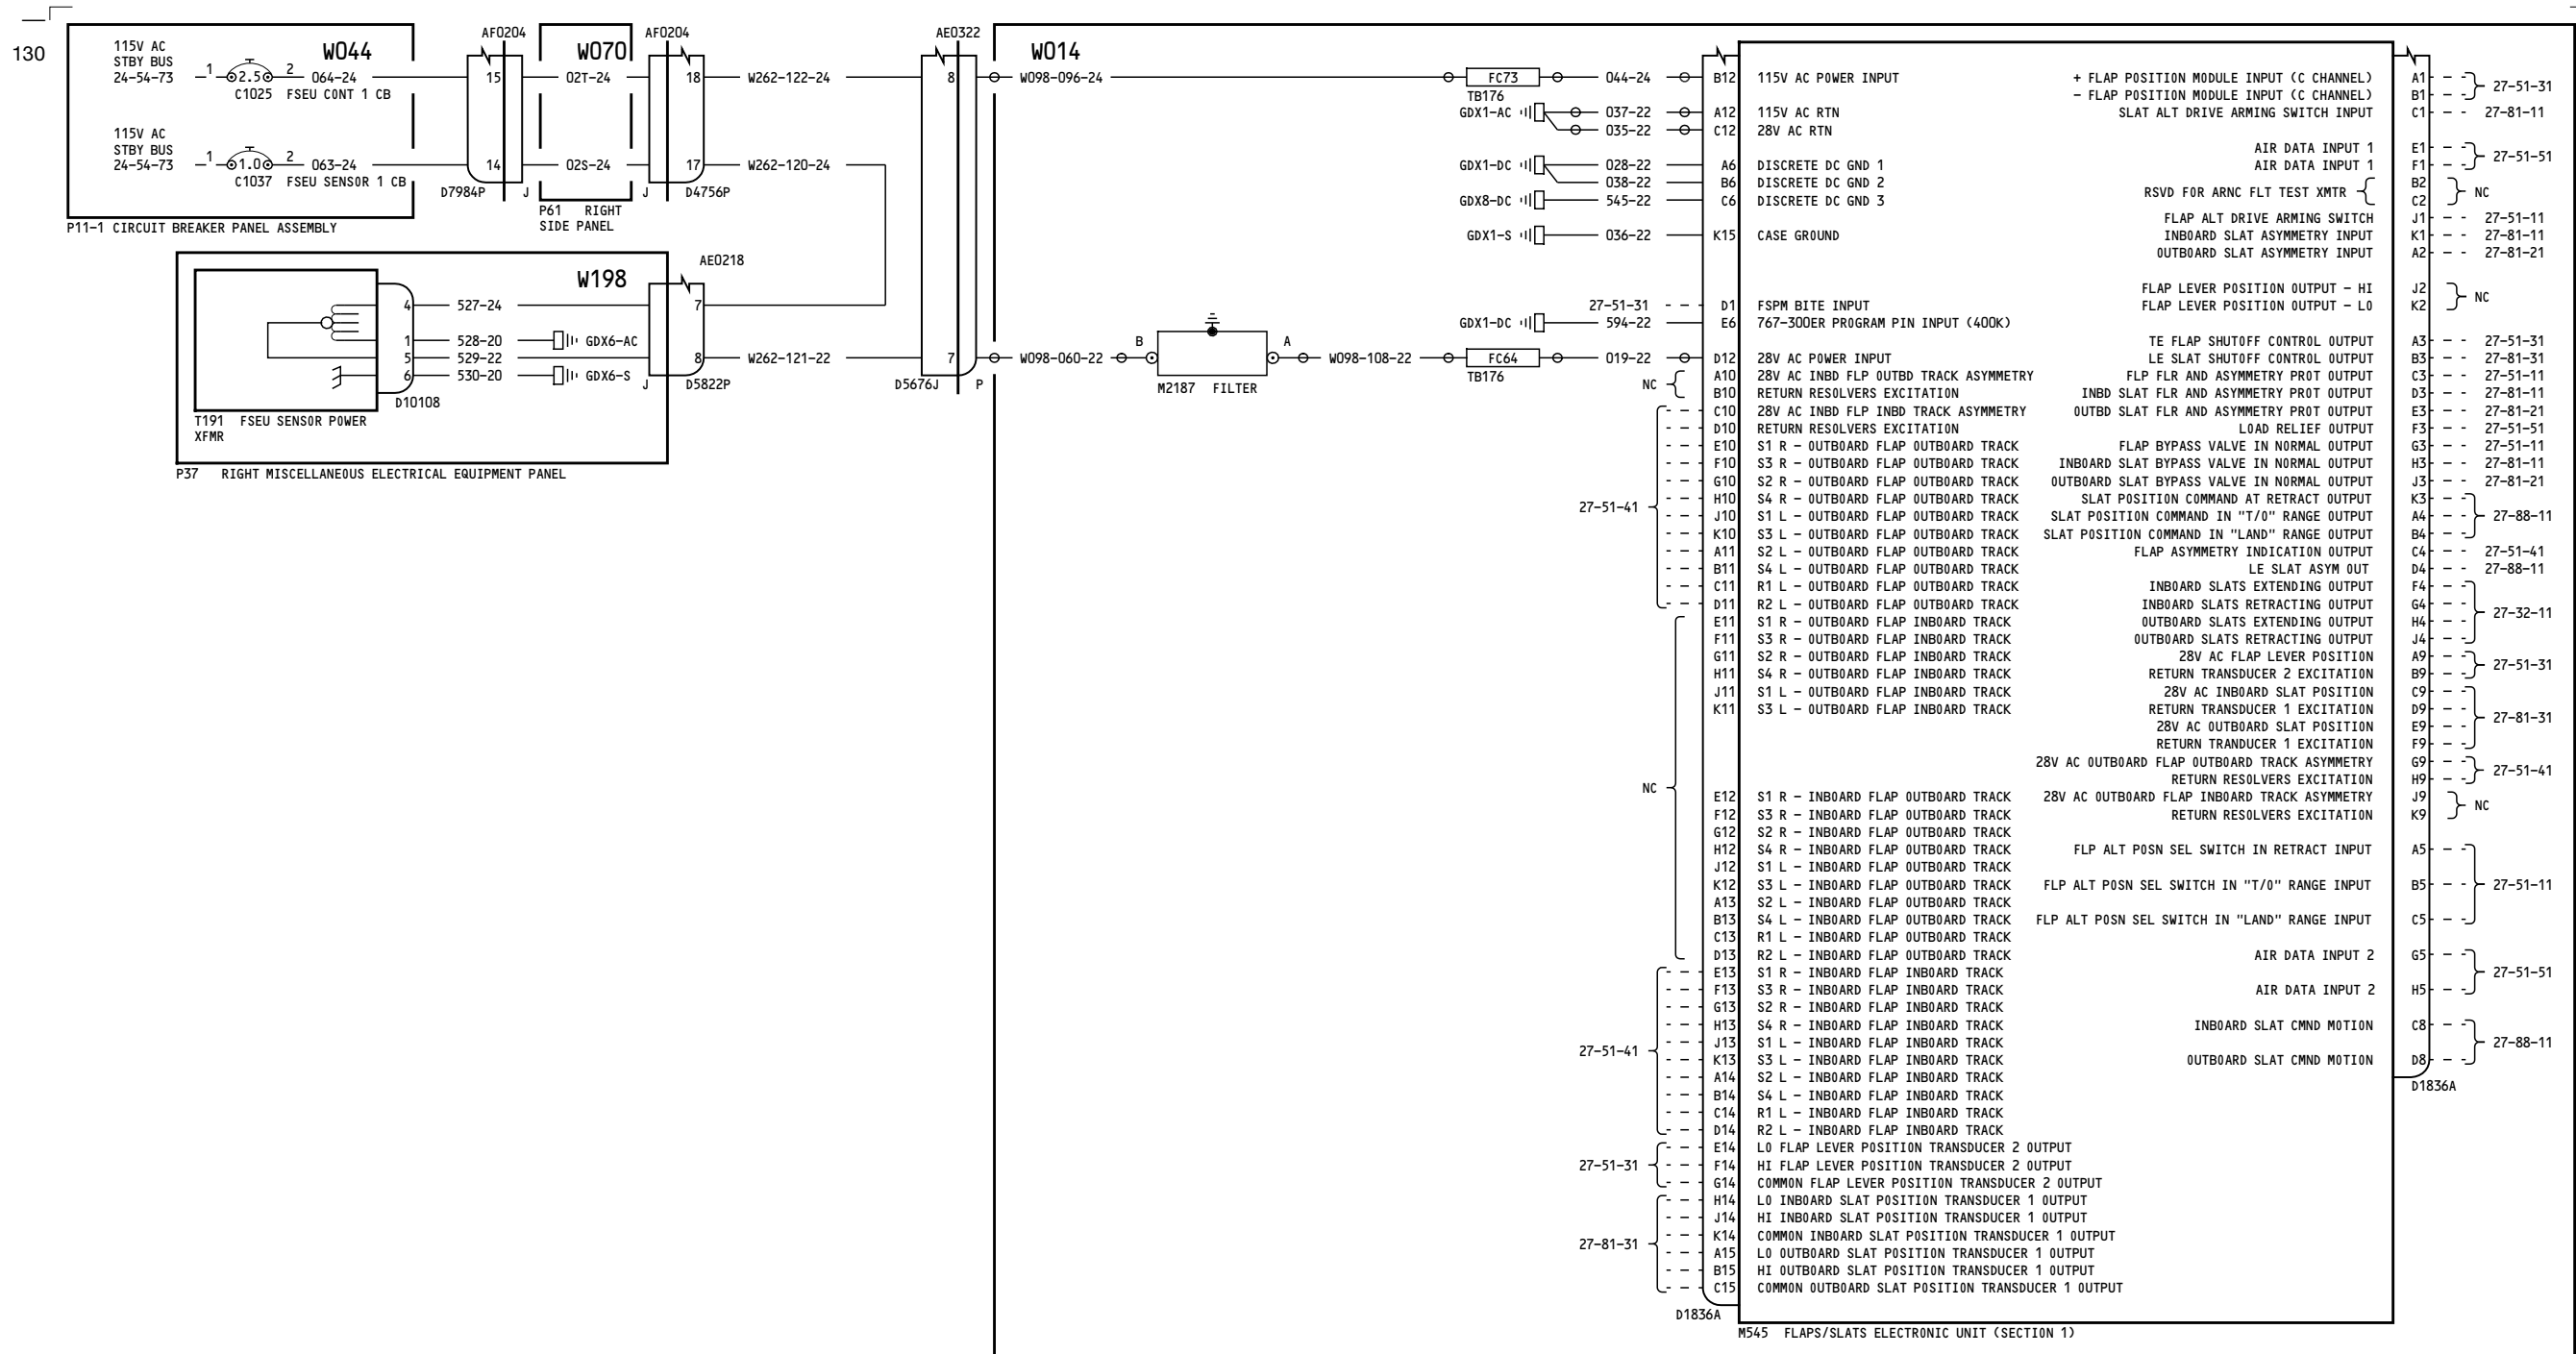 130
W044
115V AC
STBY BUS
24-54-73
1
2.5
2
064-24
C1025 FSEU CONT 1 CB
115V AC
STBY BUS
24-54-73
1
1.0
2
063-24
C1037 FSEU SENSOR 1 CB
P11-1 CIRCUIT BREAKER PANEL ASSEMBLY
AF0204
15
14
D7984P
J
W070
02T-24
02S-24
P61 RIGHT
SIDE PANEL
AF0204
18
17
J
D4756P
W262-122-24
W262-120-24
W198
4
1
5
6
527-24
528-20
GDX6-AC
529-22
530-20
GDX6-S
D10108
T191 FSEU SENSOR POWER
XFMR
P37 RIGHT MISCELLANEOUS ELECTRICAL EQUIPMENT PANEL
AE0218
7
8
J
D5822P
W262-121-22
AE0322
8
7
D5676J
P
W014
W098-096-24
FC73
TB176
044-24
GDX1-AC
037-22
035-22
GDX1-DC
028-22
038-22
GDX8-DC
545-22
GDX1-S
036-22
27-51-31
GDX1-DC
594-22
W098-060-22
B
A
M2187 FILTER
W098-108-22
FC64
TB176
019-22
NC
27-51-41
NC
27-51-41
27-51-31
27-81-31
B12 115V AC POWER INPUT
A12 115V AC RTN
C12 28V AC RTN
A6 DISCRETE DC GND 1
B6 DISCRETE DC GND 2
C6 DISCRETE DC GND 3
K15 CASE GROUND
D1 FSPM BITE INPUT
E6 767-300ER PROGRAM PIN INPUT (400K)
D12 28V AC POWER INPUT
A10 28V AC INBD FLP OUTBD TRACK ASYMMETRY
B10 RETURN RESOLVERS EXCITATION
C10 28V AC INBD FLP INBD TRACK ASYMMETRY
D10 RETURN RESOLVERS EXCITATION
E10 S1 R - OUTBOARD FLAP OUTBOARD TRACK
F10 S3 R - OUTBOARD FLAP OUTBOARD TRACK
G10 S2 R - OUTBOARD FLAP OUTBOARD TRACK
H10 S4 R - OUTBOARD FLAP OUTBOARD TRACK
J10 S1 L - OUTBOARD FLAP OUTBOARD TRACK
K10 S3 L - OUTBOARD FLAP OUTBOARD TRACK
A11 S2 L - OUTBOARD FLAP OUTBOARD TRACK
B11 S4 L - OUTBOARD FLAP OUTBOARD TRACK
C11 R1 L - OUTBOARD FLAP OUTBOARD TRACK
D11 R2 L - OUTBOARD FLAP OUTBOARD TRACK
E11 S1 R - OUTBOARD FLAP INBOARD TRACK
F11 S3 R - OUTBOARD FLAP INBOARD TRACK
G11 S2 R - OUTBOARD FLAP INBOARD TRACK
H11 S4 R - OUTBOARD FLAP INBOARD TRACK
J11 S1 L - OUTBOARD FLAP INBOARD TRACK
K11 S3 L - OUTBOARD FLAP INBOARD TRACK
E12 S1 R - INBOARD FLAP OUTBOARD TRACK
F12 S3 R - INBOARD FLAP OUTBOARD TRACK
G12 S2 R - INBOARD FLAP OUTBOARD TRACK
H12 S4 R - INBOARD FLAP OUTBOARD TRACK
J12 S1 L - INBOARD FLAP OUTBOARD TRACK
K12 S3 L - INBOARD FLAP OUTBOARD TRACK
A13 S2 L - INBOARD FLAP OUTBOARD TRACK
B13 S4 L - INBOARD FLAP OUTBOARD TRACK
C13 R1 L - INBOARD FLAP OUTBOARD TRACK
D13 R2 L - INBOARD FLAP OUTBOARD TRACK
E13 S1 R - INBOARD FLAP INBOARD TRACK
F13 S3 R - INBOARD FLAP INBOARD TRACK
G13 S2 R - INBOARD FLAP INBOARD TRACK
H13 S4 R - INBOARD FLAP INBOARD TRACK
J13 S1 L - INBOARD FLAP INBOARD TRACK
K13 S3 L - INBOARD FLAP INBOARD TRACK
A14 S2 L - INBOARD FLAP INBOARD TRACK
B14 S4 L - INBOARD FLAP INBOARD TRACK
C14 R1 L - INBOARD FLAP INBOARD TRACK
D14 R2 L - INBOARD FLAP INBOARD TRACK
E14 LO FLAP LEVER POSITION TRANSDUCER 2 OUTPUT
F14 HI FLAP LEVER POSITION TRANSDUCER 2 OUTPUT
G14 COMMON FLAP LEVER POSITION TRANSDUCER 2 OUTPUT
H14 LO INBOARD SLAT POSITION TRANSDUCER 1 OUTPUT
J14 HI INBOARD SLAT POSITION TRANSDUCER 1 OUTPUT
K14 COMMON INBOARD SLAT POSITION TRANSDUCER 1 OUTPUT
A15 LO OUTBOARD SLAT POSITION TRANSDUCER 1 OUTPUT
B15 HI OUTBOARD SLAT POSITION TRANSDUCER 1 OUTPUT
C15 COMMON OUTBOARD SLAT POSITION TRANSDUCER 1 OUTPUT
D1836A
M545 FLAPS/SLATS ELECTRONIC UNIT (SECTION 1)
+ FLAP POSITION MODULE INPUT (C CHANNEL) A1
- FLAP POSITION MODULE INPUT (C CHANNEL) B1
27-51-31
SLAT ALT DRIVE ARMING SWITCH INPUT C1 27-81-11
AIR DATA INPUT 1 E1
AIR DATA INPUT 1 F1
27-51-51
RSVD FOR ARNC FLT TEST XMTR
B2
C2
NC
FLAP ALT DRIVE ARMING SWITCH J1 27-51-11
INBOARD SLAT ASYMMETRY INPUT K1 27-81-11
OUTBOARD SLAT ASYMMETRY INPUT A2 27-81-21
FLAP LEVER POSITION OUTPUT - HI J2
FLAP LEVER POSITION OUTPUT - LO K2
NC
TE FLAP SHUTOFF CONTROL OUTPUT A3 27-51-31
LE SLAT SHUTOFF CONTROL OUTPUT B3 27-81-31
FLP FLR AND ASYMMETRY PROT OUTPUT C3 27-51-11
INBD SLAT FLR AND ASYMMETRY PROT OUTPUT D3 27-81-11
OUTBD SLAT FLR AND ASYMMETRY PROT OUTPUT E3 27-81-21
LOAD RELIEF OUTPUT F3 27-51-51
FLAP BYPASS VALVE IN NORMAL OUTPUT G3 27-51-11
INBOARD SLAT BYPASS VALVE IN NORMAL OUTPUT H3 27-81-11
OUTBOARD SLAT BYPASS VALVE IN NORMAL OUTPUT J3 27-81-21
SLAT POSITION COMMAND AT RETRACT OUTPUT K3
SLAT POSITION COMMAND IN "T/O" RANGE OUTPUT A4
SLAT POSITION COMMAND IN "LAND" RANGE OUTPUT B4
27-88-11
FLAP ASYMMETRY INDICATION OUTPUT C4 27-51-41
LE SLAT ASYM OUT D4 27-88-11
INBOARD SLATS EXTENDING OUTPUT F4
INBOARD SLATS RETRACTING OUTPUT G4
OUTBOARD SLATS EXTENDING OUTPUT H4
OUTBOARD SLATS RETRACTING OUTPUT J4
27-32-11
28V AC FLAP LEVER POSITION A9
RETURN TRANSDUCER 2 EXCITATION B9
27-51-31
28V AC INBOARD SLAT POSITION C9
RETURN TRANSDUCER 1 EXCITATION D9
28V AC OUTBOARD SLAT POSITION E9
RETURN TRANDUCER 1 EXCITATION F9
27-81-31
28V AC OUTBOARD FLAP OUTBOARD TRACK ASYMMETRY G9
RETURN RESOLVERS EXCITATION H9
27-51-41
28V AC OUTBOARD FLAP INBOARD TRACK ASYMMETRY J9
RETURN RESOLVERS EXCITATION K9
NC
FLP ALT POSN SEL SWITCH IN RETRACT INPUT A5
FLP ALT POSN SEL SWITCH IN "T/O" RANGE INPUT B5
FLP ALT POSN SEL SWITCH IN "LAND" RANGE INPUT C5
27-51-11
AIR DATA INPUT 2 G5
AIR DATA INPUT 2 H5
27-51-51
INBOARD SLAT CMND MOTION C8
OUTBOARD SLAT CMND MOTION D8
27-88-11
D1836A